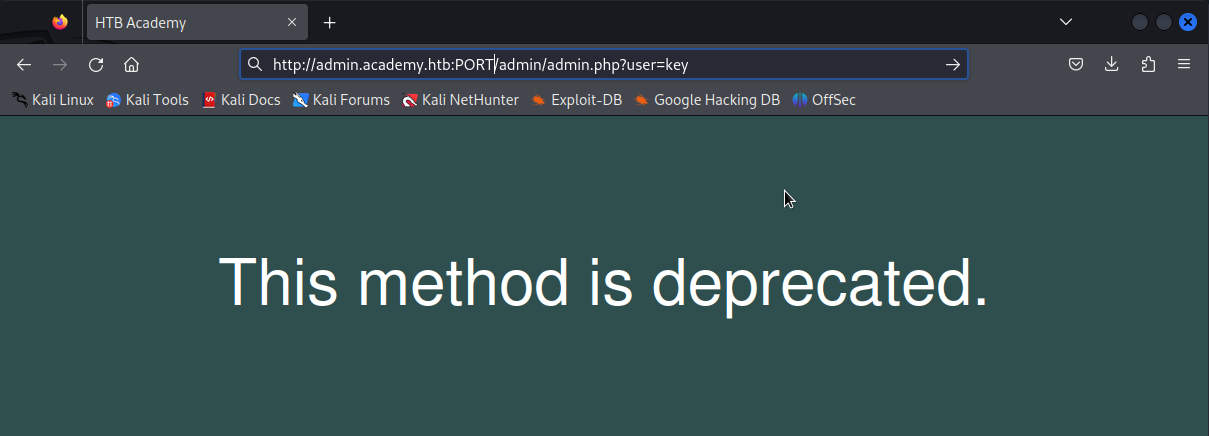 HTB Academy
http://admin.academy.htb:PORT/admin/admin.php?user=key
Kali Linux Kali Tools Kali Docs Kali Forums Kali NetHunter Exploit-DB Google Hacking DB OffSec
This method is deprecated.